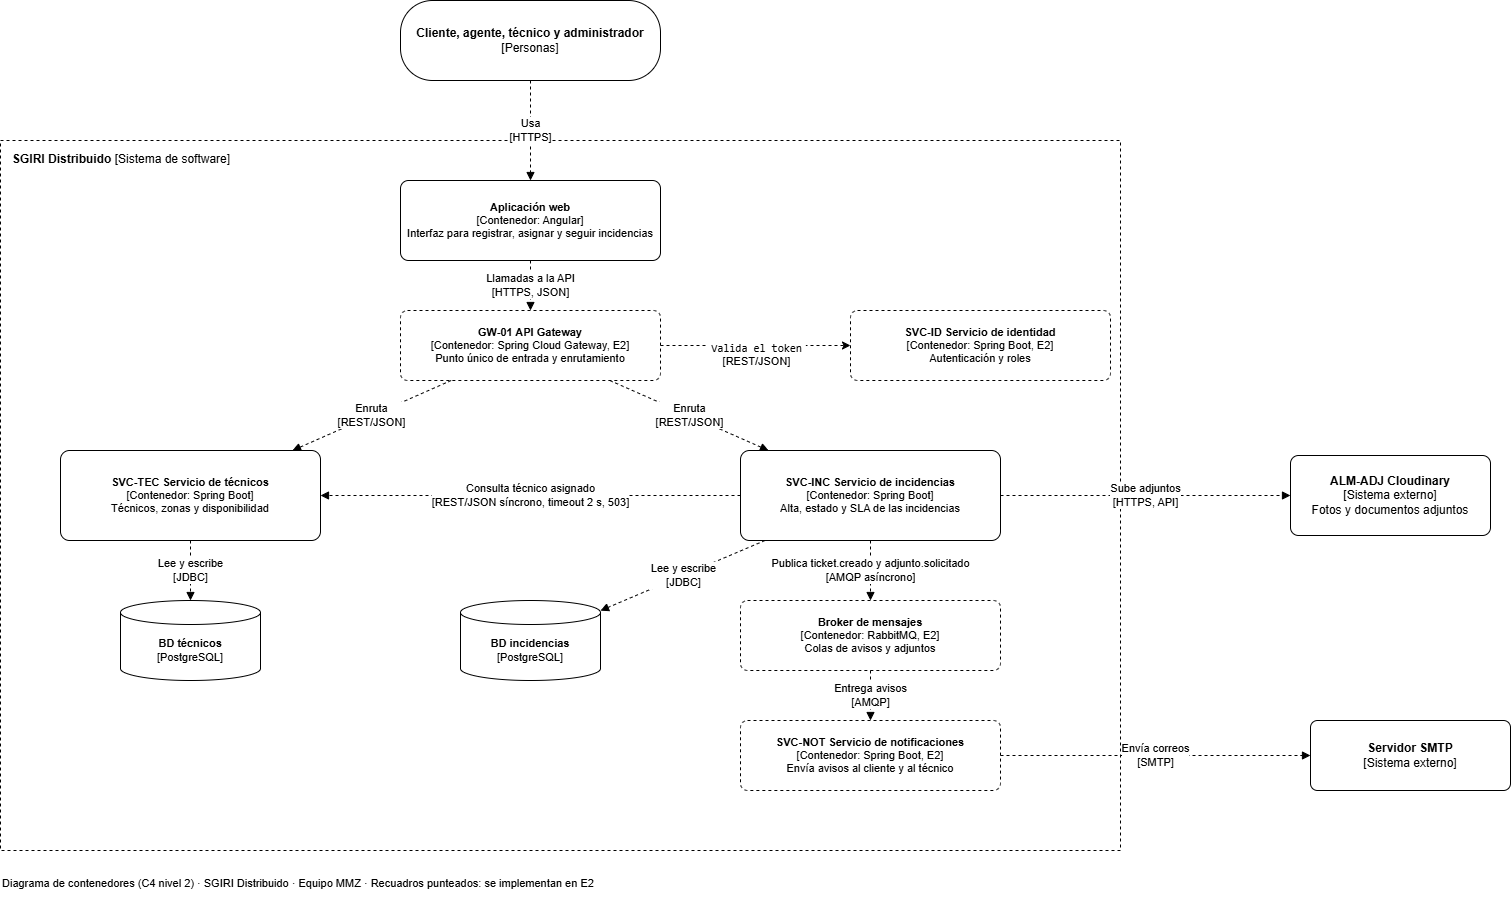 Cliente, agente, técnico y administrador
[Personas]
Usa
[HTTPS]
SGIRI Distribuido [Sistema de software]
Aplicación web
[Contenedor: Angular]
Interfaz para registrar, asignar y seguir incidencias
Llamadas a la API
[HTTPS, JSON]
GW-01 API Gateway
[Contenedor: Spring Cloud Gateway, E2]
Punto único de entrada y enrutamiento
Valida el token
[REST/JSON]
SVC-ID Servicio de identidad
[Contenedor: Spring Boot, E2]
Autenticación y roles
Enruta
[REST/JSON]
Enruta
[REST/JSON]
SVC-TEC Servicio de técnicos
[Contenedor: Spring Boot]
Técnicos, zonas y disponibilidad
Consulta técnico asignado
[REST/JSON síncrono, timeout 2 s, 503]
SVC-INC Servicio de incidencias
[Contenedor: Spring Boot]
Alta, estado y SLA de las incidencias
Sube adjuntos
[HTTPS, API]
ALM-ADJ Cloudinary
[Sistema externo]
Fotos y documentos adjuntos
Lee y escribe
[JDBC]
Lee y escribe
[JDBC]
Publica ticket.creado y adjunto.solicitado
[AMQP asíncrono]
BD técnicos
[PostgreSQL]
BD incidencias
[PostgreSQL]
Broker de mensajes
[Contenedor: RabbitMQ, E2]
Colas de avisos y adjuntos
Entrega avisos
[AMQP]
SVC-NOT Servicio de notificaciones
[Contenedor: Spring Boot, E2]
Envía avisos al cliente y al técnico
Envía correos
[SMTP]
Servidor SMTP
[Sistema externo]
Diagrama de contenedores (C4 nivel 2) · SGIRI Distribuido · Equipo MMZ · Recuadros punteados: se implementan en E2